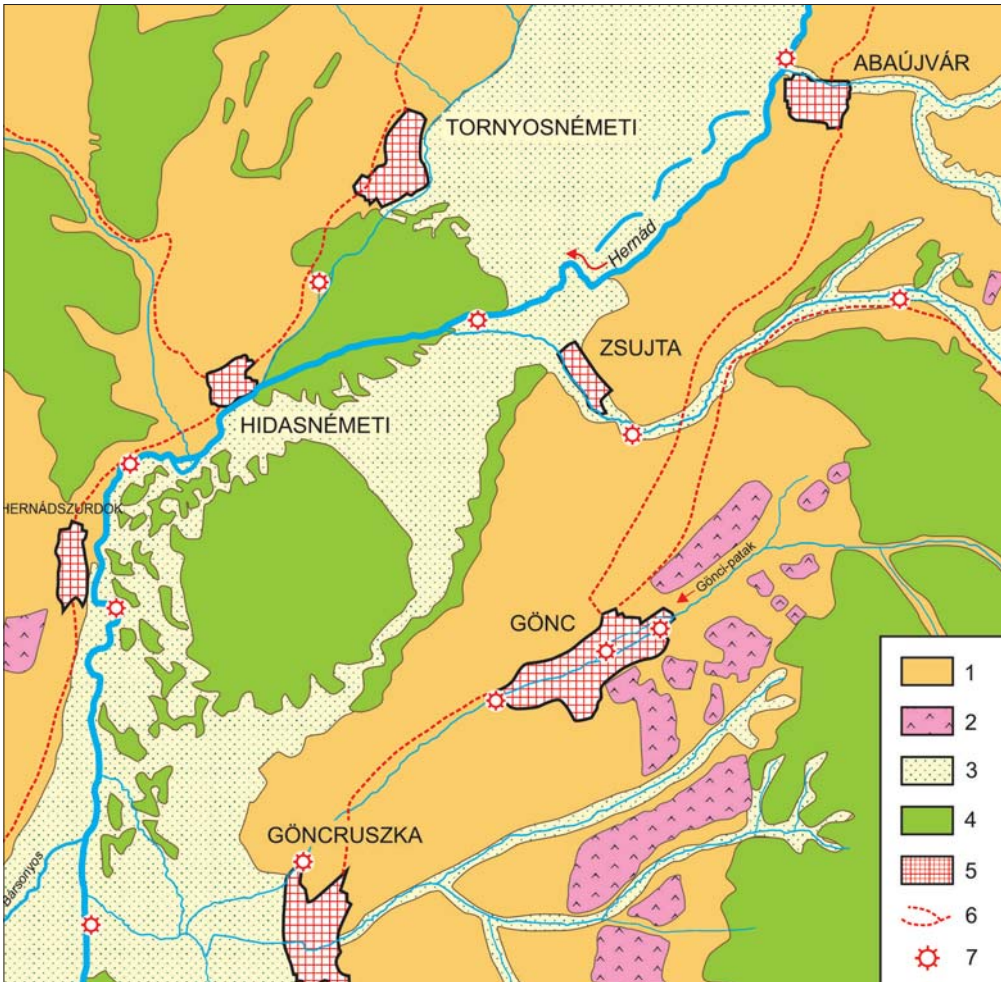 ABAÚJVÁR
TORNYOSNÉMETI
Hernád
ZSUJTA
HIDASNÉMETI
HERNÁDSZURDOK
Gönci-patak
GÖNC
GÖNCRUSZKA
Bársonyos
1
2
3
4
5
6
7